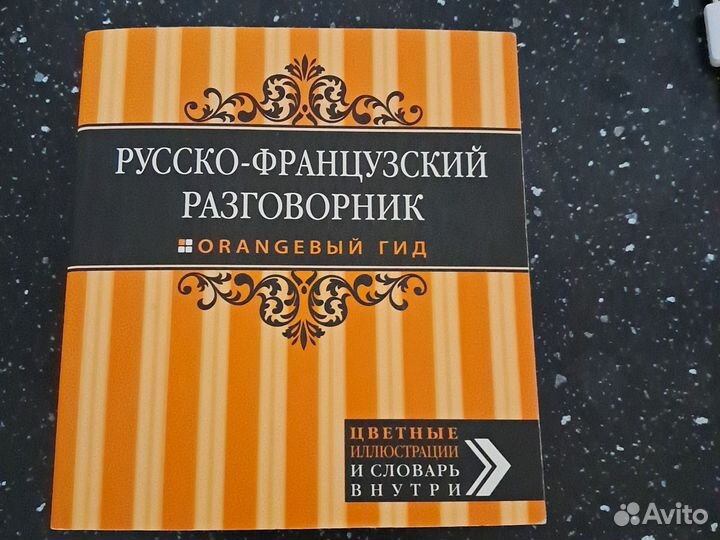 РУССКО-ФРАНЦУЗСКИЙ
РАЗГОВОРНИК
ORANGEВЫЙ ГИД
ЦВЕТНЫЕ
ИЛЛЮСТРАЦИИ
И СЛОВАРЬ
ВНУТРИ
Avito